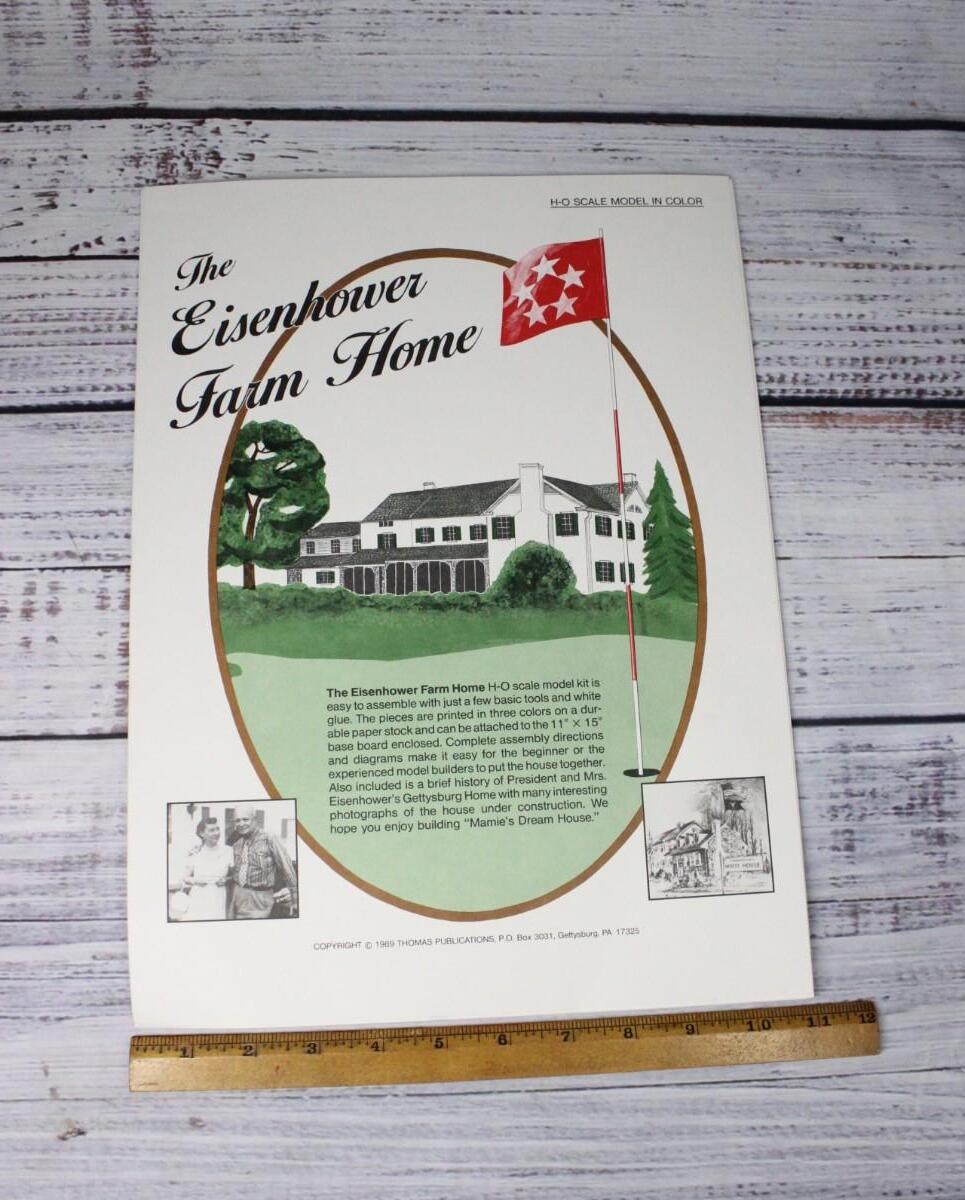 H-O SCALE MODEL IN COLOR
The
Eisenhower
Farm Home
The Eisenhower Farm Home H-O scale model kit is
easy to assemble with just a few basic tools and white
glue. The pieces are printed in three colors on a dur-
able paper stock and can be attached to the 11" × 15"
base board enclosed. Complete assembly directions
and diagrams make it easy for the beginner or the
experienced model builders to put the house together.
Also included is a brief history of President and Mrs.
Eisenhower's Gettysburg Home with many interesting
photographs of the house under construction. We
hope you enjoy building "Mamie's Dream House."
WHITE HOUSE
COPYRIGHT © 1989 THOMAS PUBLICATIONS, P.O. Box 3031, Gettysburg, PA 17325
1 2 3 4 5 6 7 8 9 10 11 12